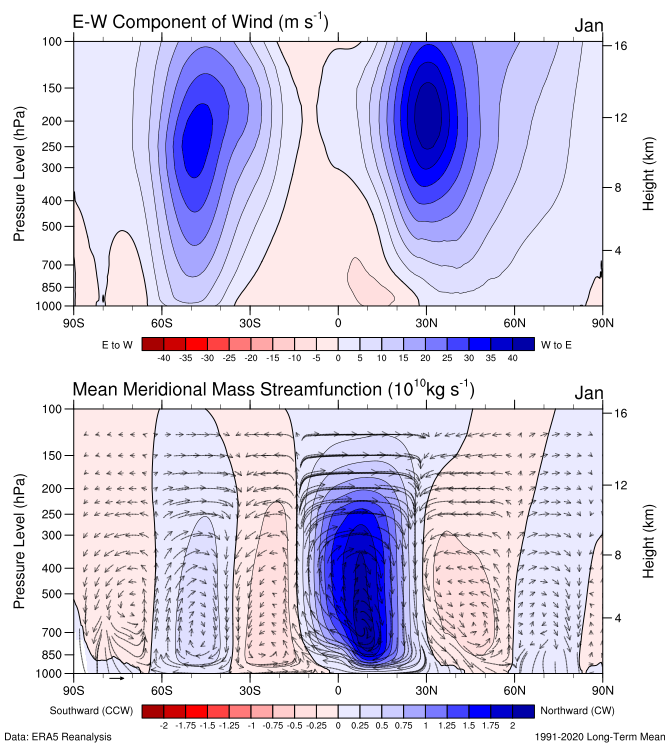 E-W Component of Wind (m s⁻¹)
Jan
Pressure Level (hPa)
100
150
200
250
300
400
500
700
850
1000
16
12
8
4
Height (km)
90S 60S 30S 0 30N 60N 90N
E to W
W to E
-40 -35 -30 -25 -20 -15 -10 -5 0 5 10 15 20 25 30 35 40
Mean Meridional Mass Streamfunction (10¹⁰kg s⁻¹)
Jan
Pressure Level (hPa)
100
150
200
250
300
400
500
700
850
1000
16
12
8
4
Height (km)
90S 60S 30S 0 30N 60N 90N
Southward (CCW)
Northward (CW)
-2 -1.75 -1.5 -1.25 -1 -0.75 -0.5 -0.25 0 0.25 0.5 0.75 1 1.25 1.5 1.75 2
Data: ERA5 Reanalysis
1991-2020 Long-Term Mean